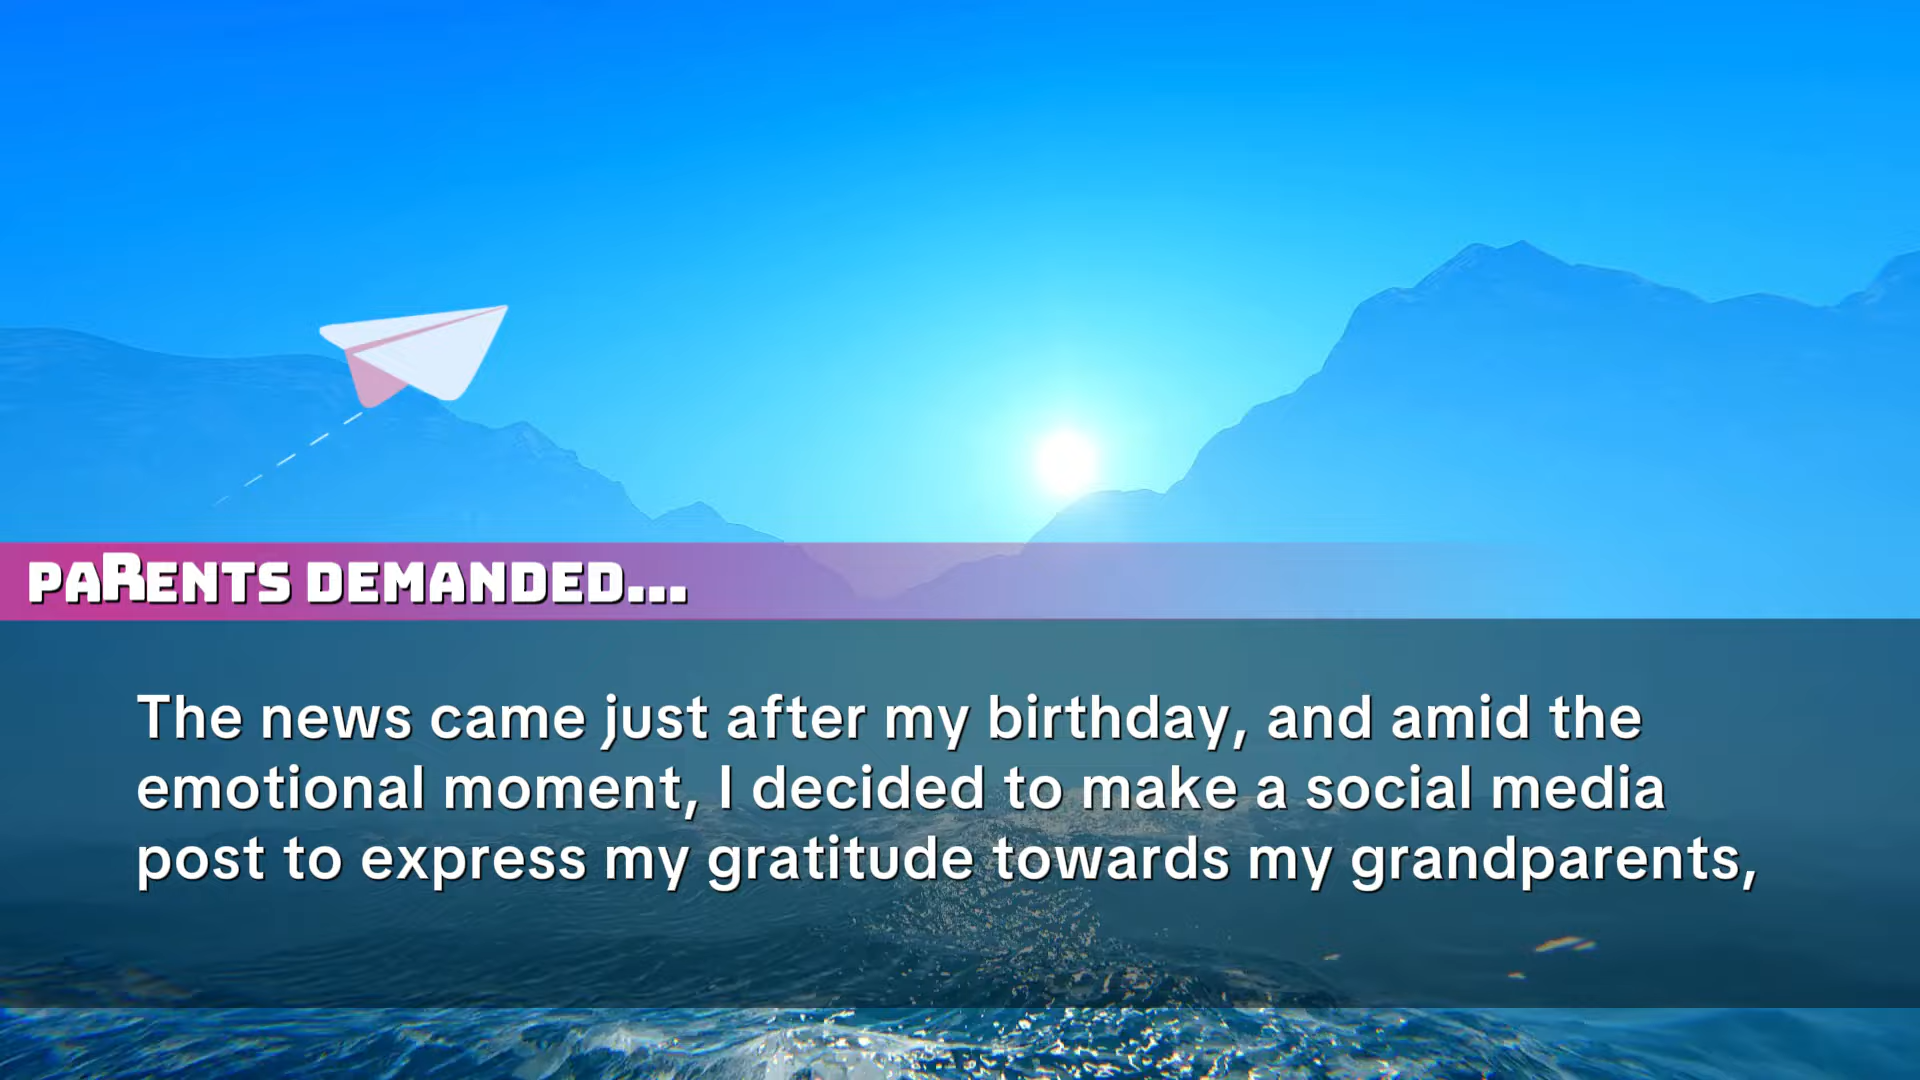 PARENTS DEMANDED...
The news came just after my birthday, and amid the
emotional moment, I decided to make a social media
post to express my gratitude towards my grandparents,